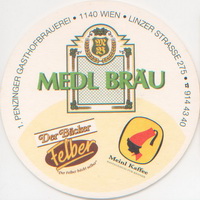 1. PENZINGER GASTHOFBRAUEREI • 1140 WIEN • LINZER STRASSE 275 • ☎ 914 43 40
MEDL BRÄU
Der Bäcker
Felber
Meinl Kaffee